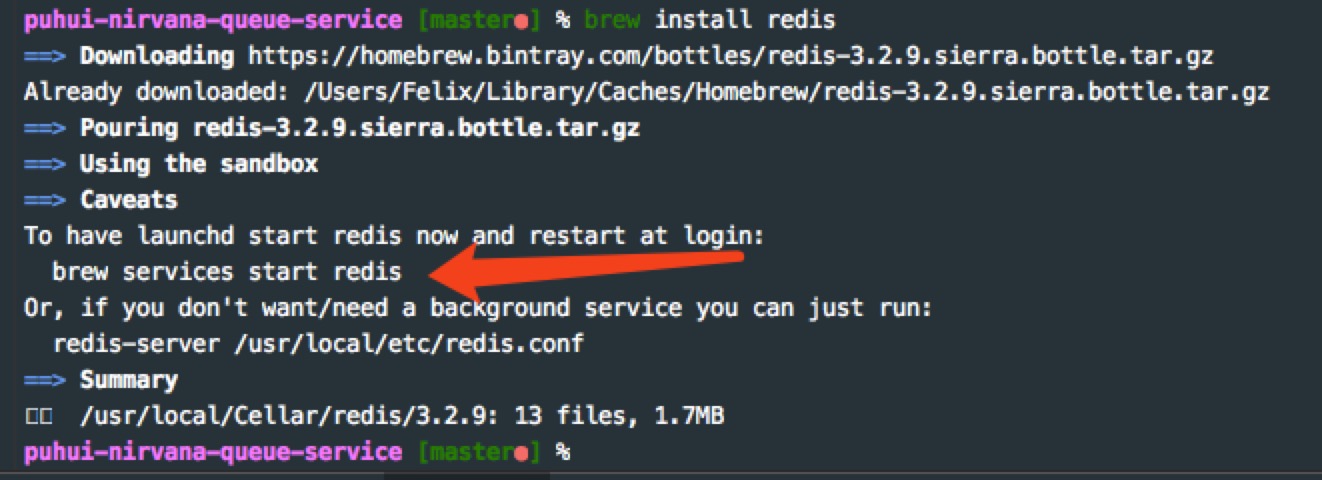 puhui-nirvana-queue-service [master●] % brew install redis
==> Downloading https://homebrew.bintray.com/bottles/redis-3.2.9.sierra.bottle.tar.gz
Already downloaded: /Users/Felix/Library/Caches/Homebrew/redis-3.2.9.sierra.bottle.tar.gz
==> Pouring redis-3.2.9.sierra.bottle.tar.gz
==> Using the sandbox
==> Caveats
To have launchd start redis now and restart at login:
  brew services start redis
Or, if you don't want/need a background service you can just run:
  redis-server /usr/local/etc/redis.conf
==> Summary
□□  /usr/local/Cellar/redis/3.2.9: 13 files, 1.7MB
puhui-nirvana-queue-service [master●] %